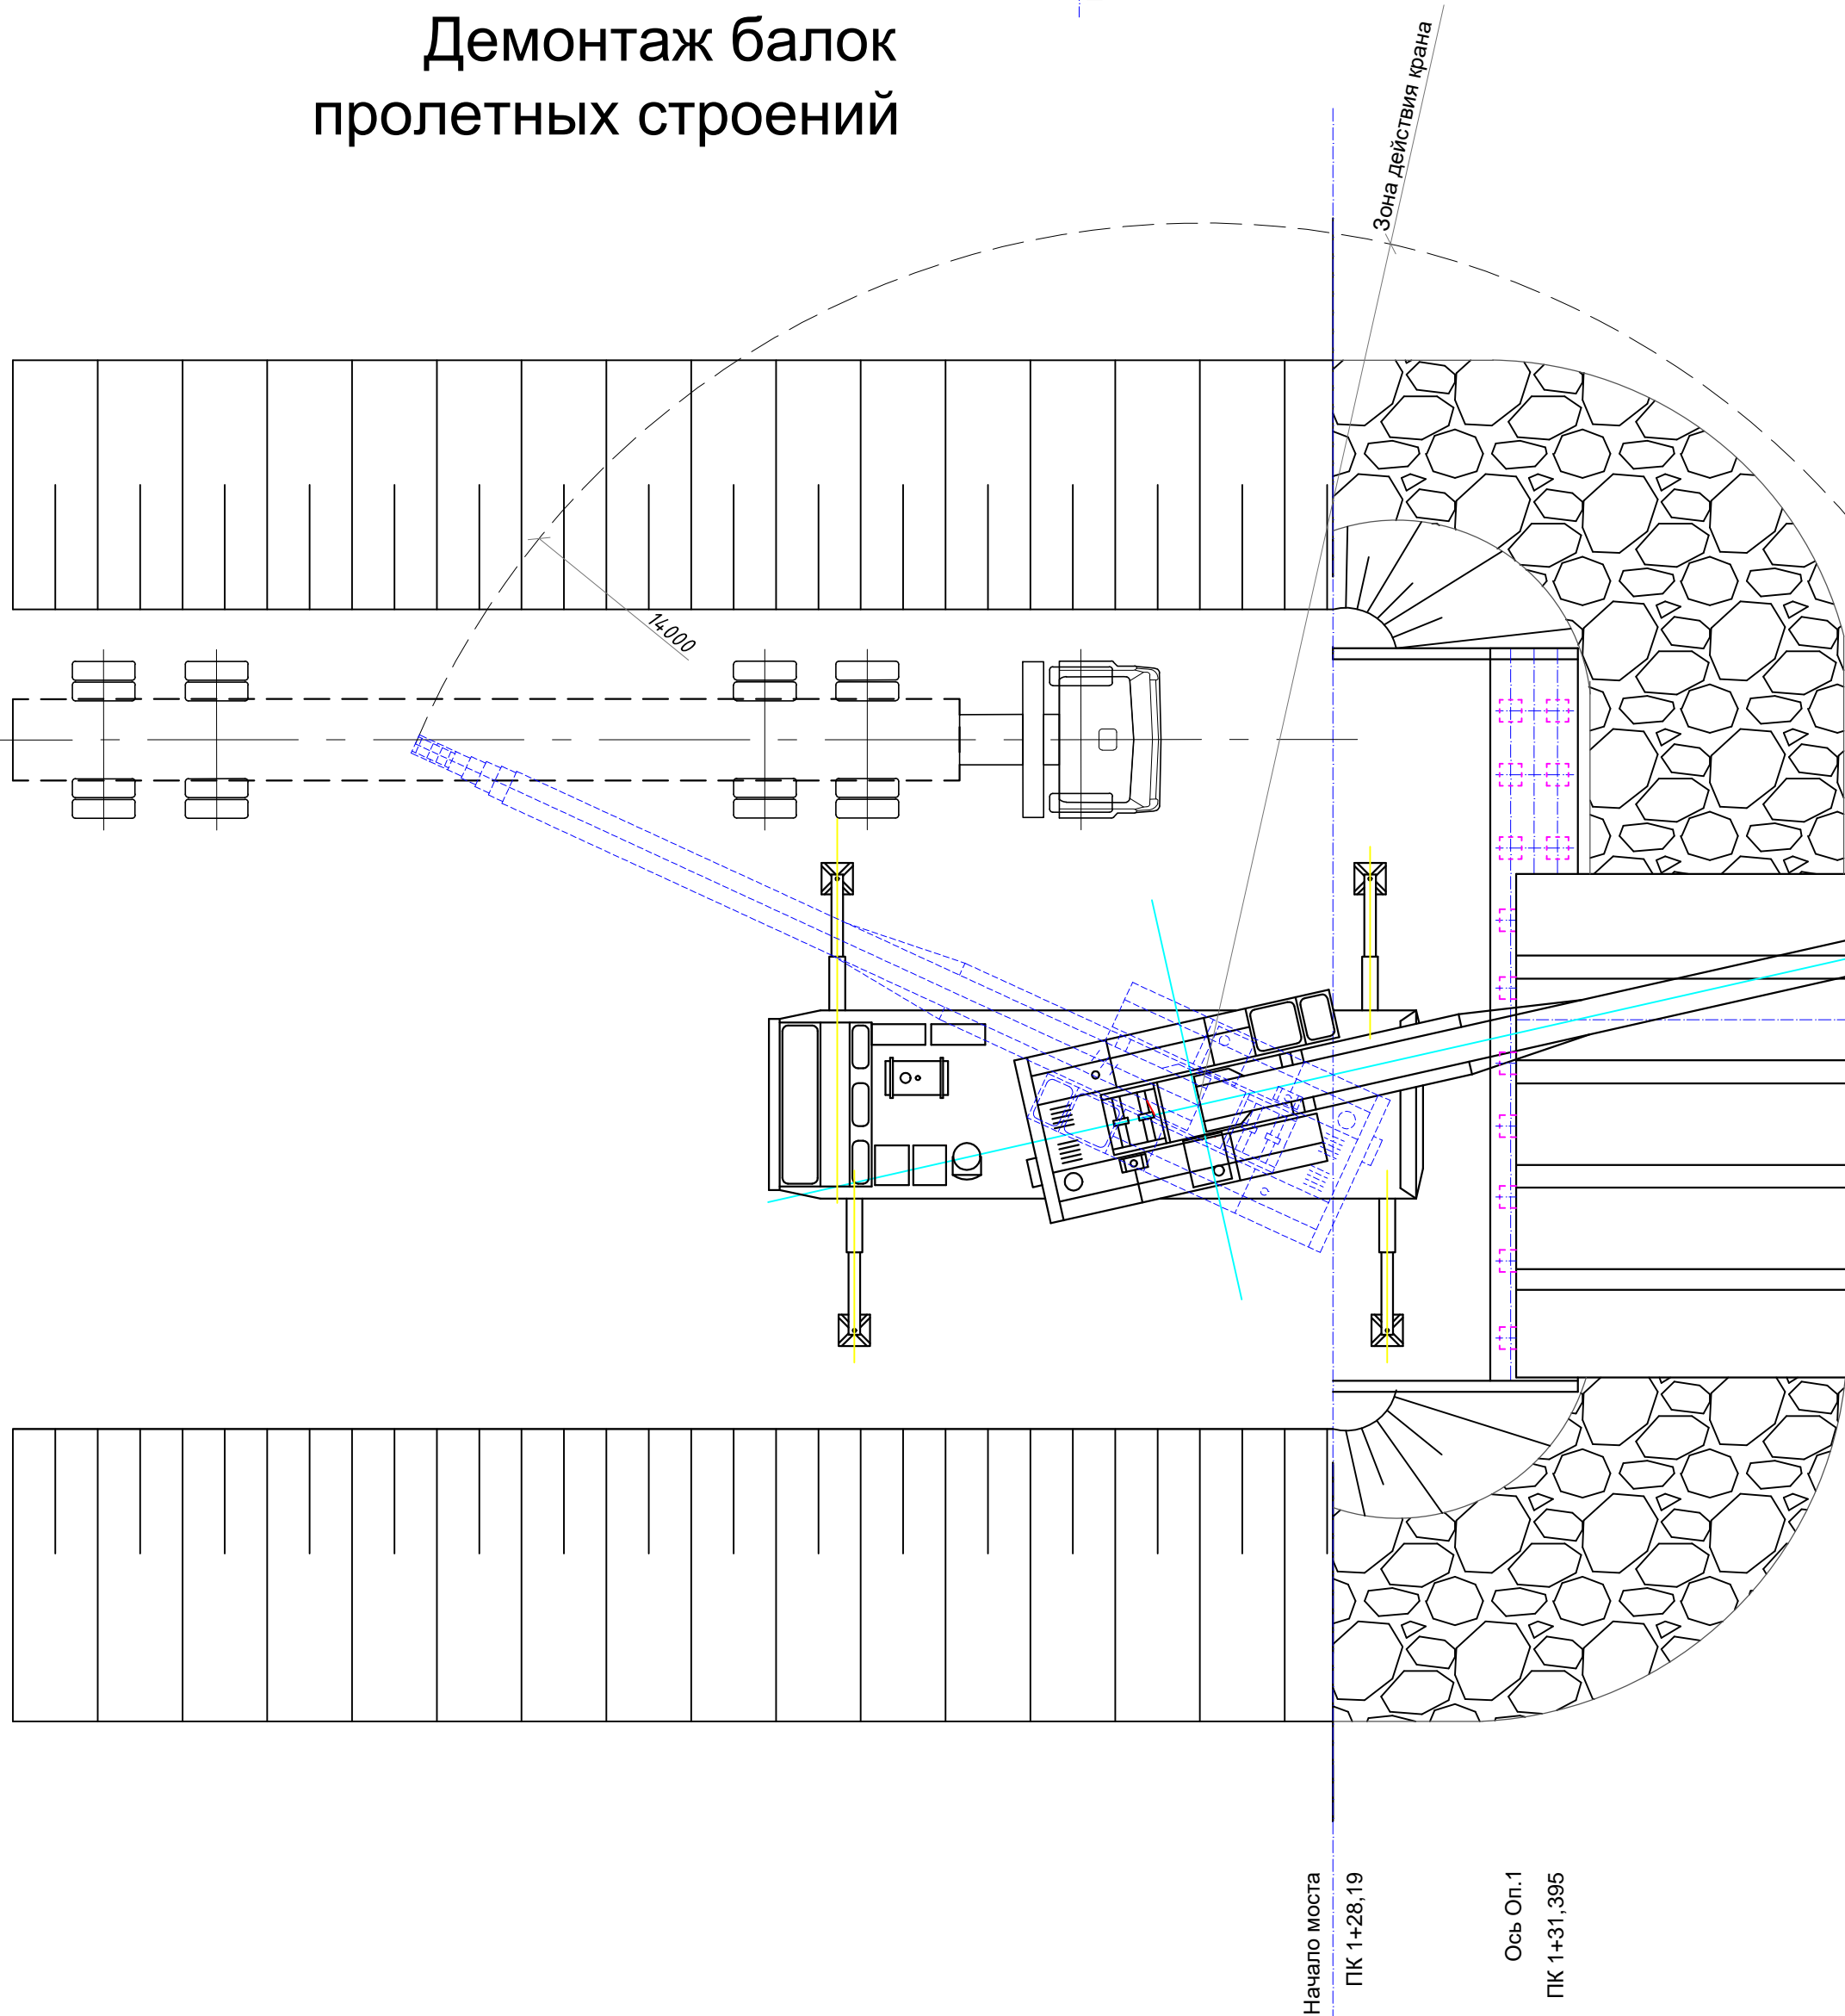 Демонтаж балок
пролетных строений
Зона действия крана
14000
Начало моста
ПК 1+28,19
Ось Оп.1
ПК 1+31,395